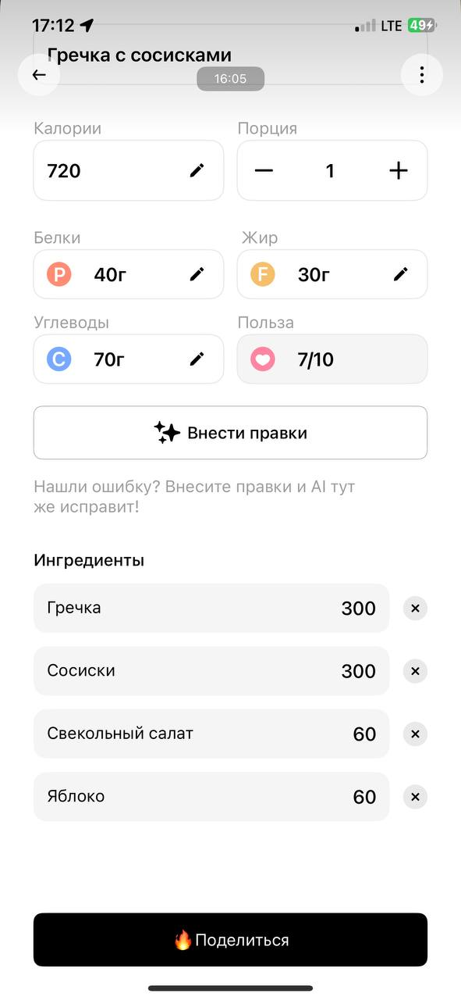 17:12
LTE
49
Гречка с сосисками
16:05
Калории
Порция
720
1
Белки
Жир
P
40г
F
30г
Углеводы
Польза
C
70г
7/10
Внести правки
Нашли ошибку? Внесите правки и AI тут
же исправит!
Ингредиенты
Гречка
300
Сосиски
300
Свекольный салат
60
Яблоко
60
🔥Поделиться